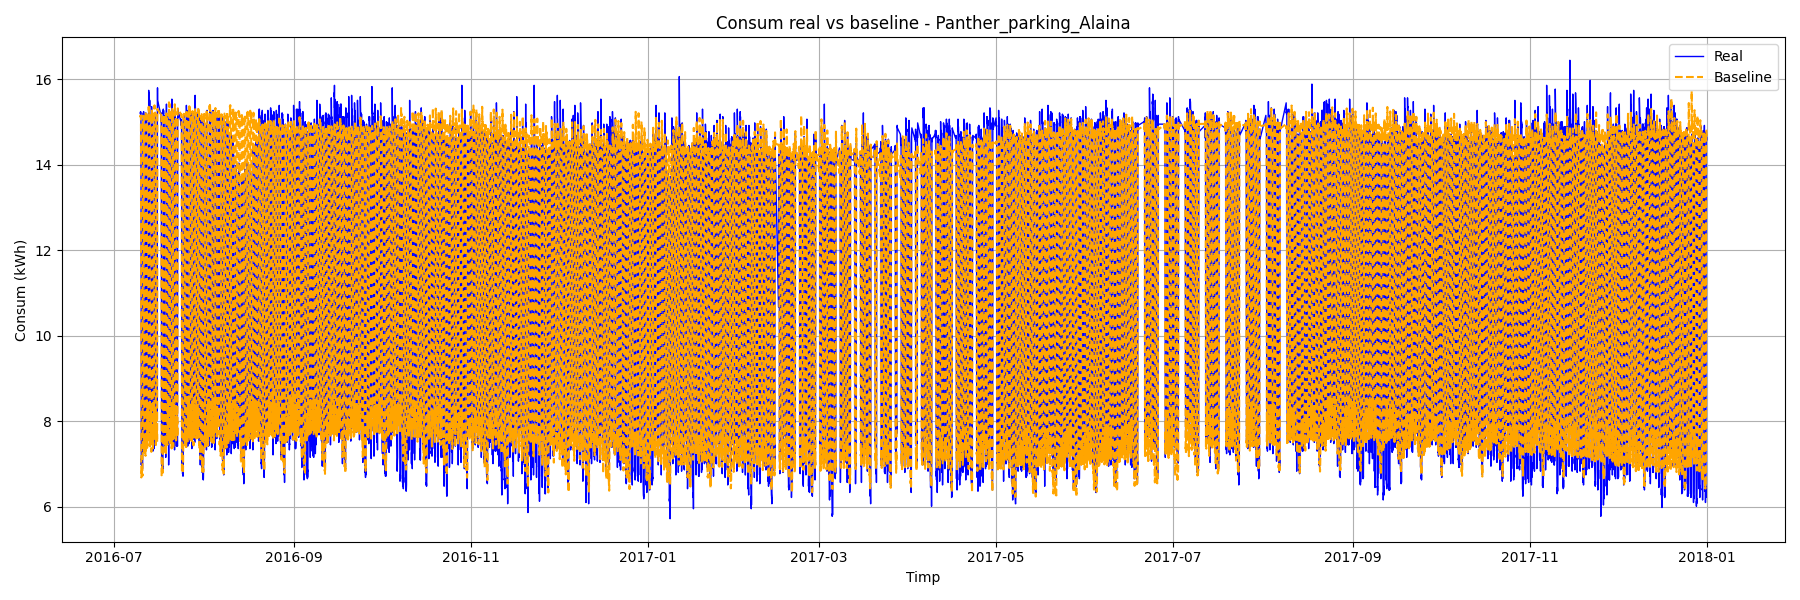 Consum real vs baseline - Panther_parking_Alaina
Real
Baseline
16
14
12
10
8
6
Consum (kWh)
2016-07 2016-09 2016-11 2017-01 2017-03 2017-05 2017-07 2017-09 2017-11 2018-01
Timp